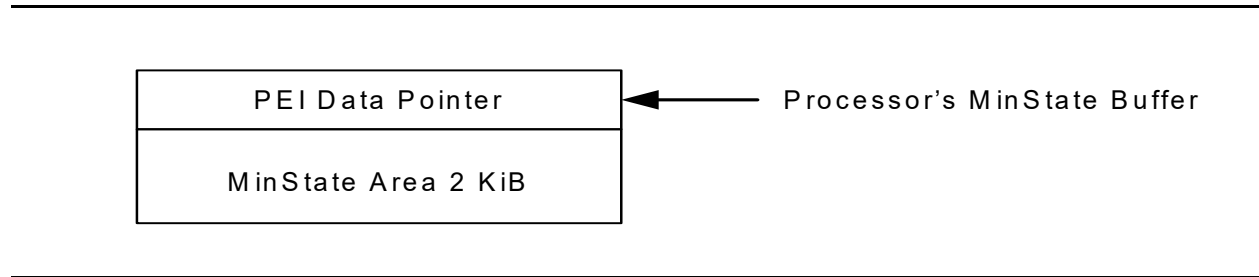 PEI Data Pointer
Processor's MinState Buffer
MinState Area 2 KiB